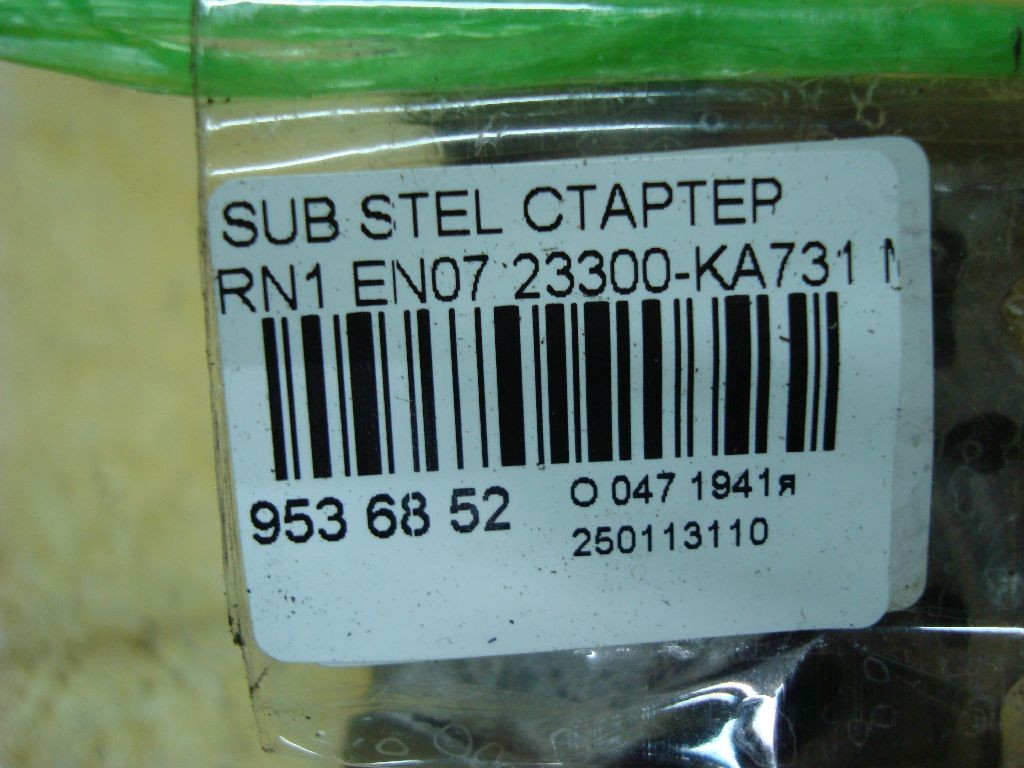 SUB STEL СТАРТЕР
RN1 EN07 23300-KA731
953 68 52
О 047 1941я
250113110